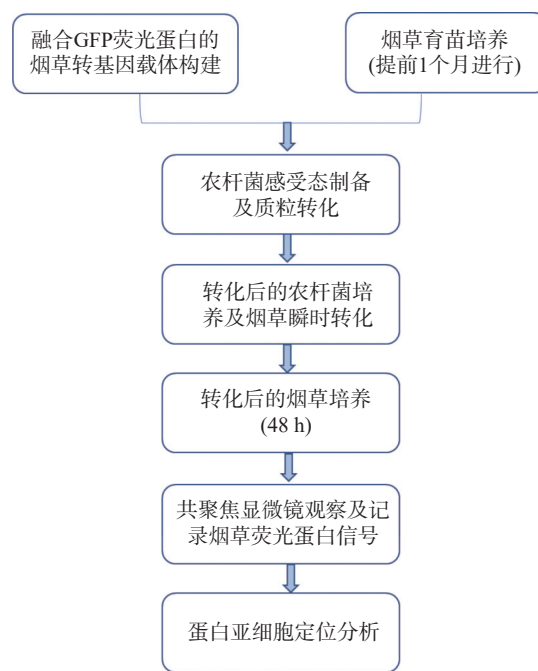 融合GFP荧光蛋白的
烟草转基因载体构建
烟草育苗培养
(提前1个月进行)
农杆菌感受态制备
及质粒转化
转化后的农杆菌培
养及烟草瞬时转化
转化后的烟草培养
(48 h)
共聚焦显微镜观察及记
录烟草荧光蛋白信号
蛋白亚细胞定位分析